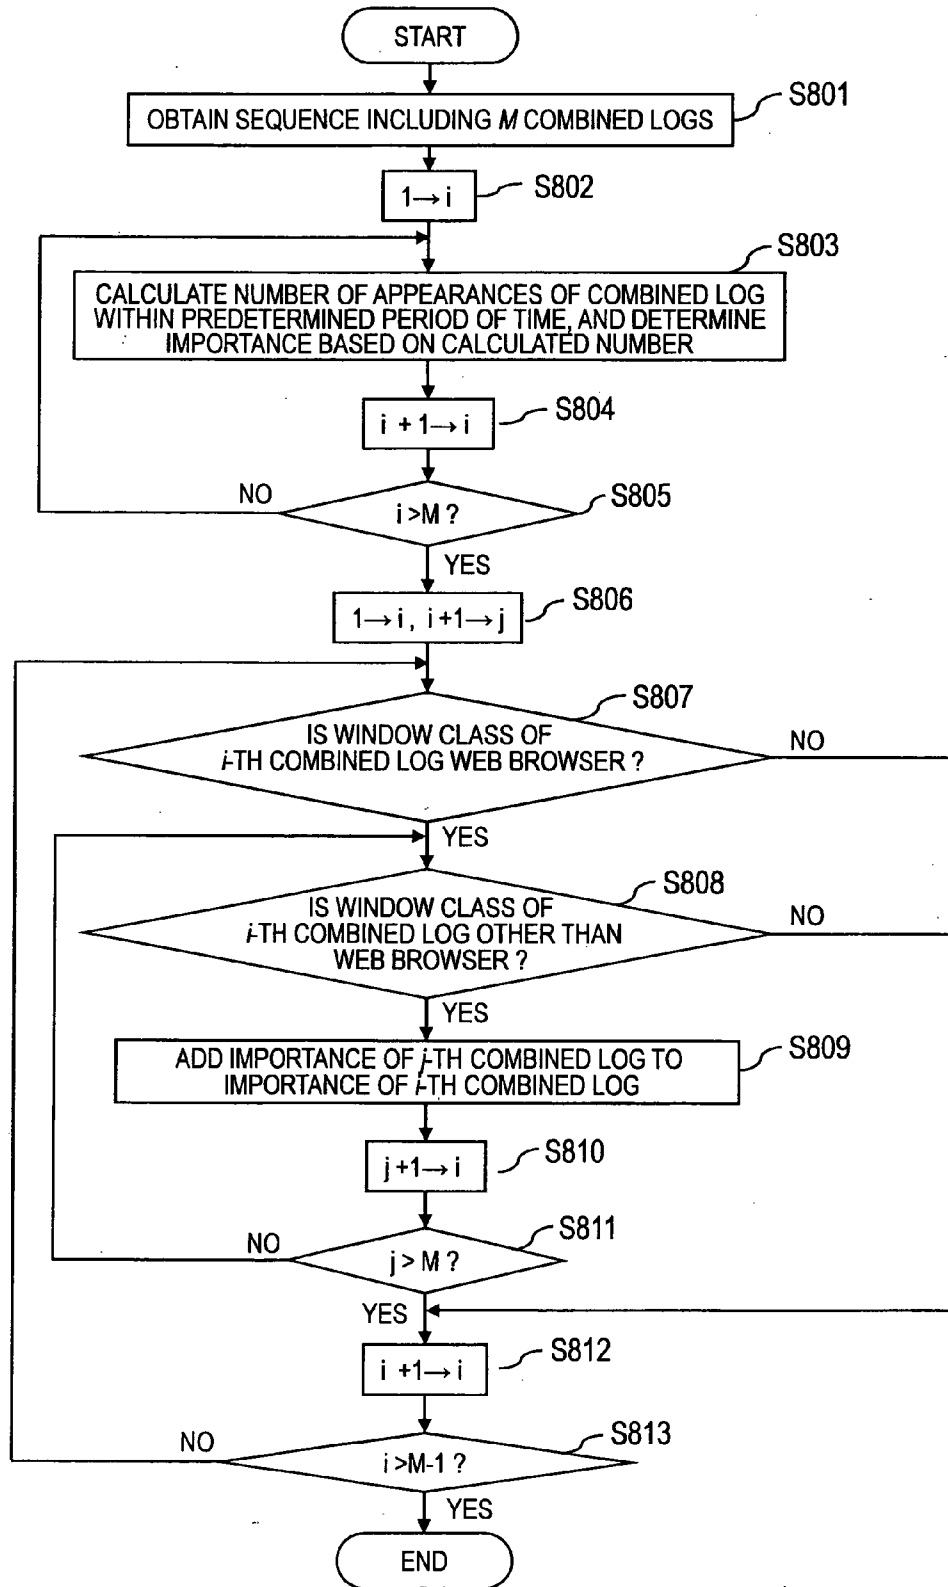 START
OBTAIN SEQUENCE INCLUDING M COMBINED LOGS
S801
1→i
S802
S803
CALCULATE NUMBER OF APPEARANCES OF COMBINED LOG
WITHIN PREDETERMINED PERIOD OF TIME, AND DETERMINE
IMPORTANCE BASED ON CALCULATED NUMBER
i + 1→i
S804
NO
i >M ?
S805
YES
1→i, i+1→j
S806
S807
IS WINDOW CLASS OF
i-TH COMBINED LOG WEB BROWSER ?
NO
YES
S808
IS WINDOW CLASS OF
i-TH COMBINED LOG OTHER THAN
WEB BROWSER ?
NO
YES
ADD IMPORTANCE OF j-TH COMBINED LOG TO
IMPORTANCE OF i-TH COMBINED LOG
S809
j+1→i
S810
NO
j > M ?
S811
YES
i +1→i
S812
NO
i >M-1 ?
S813
YES
END